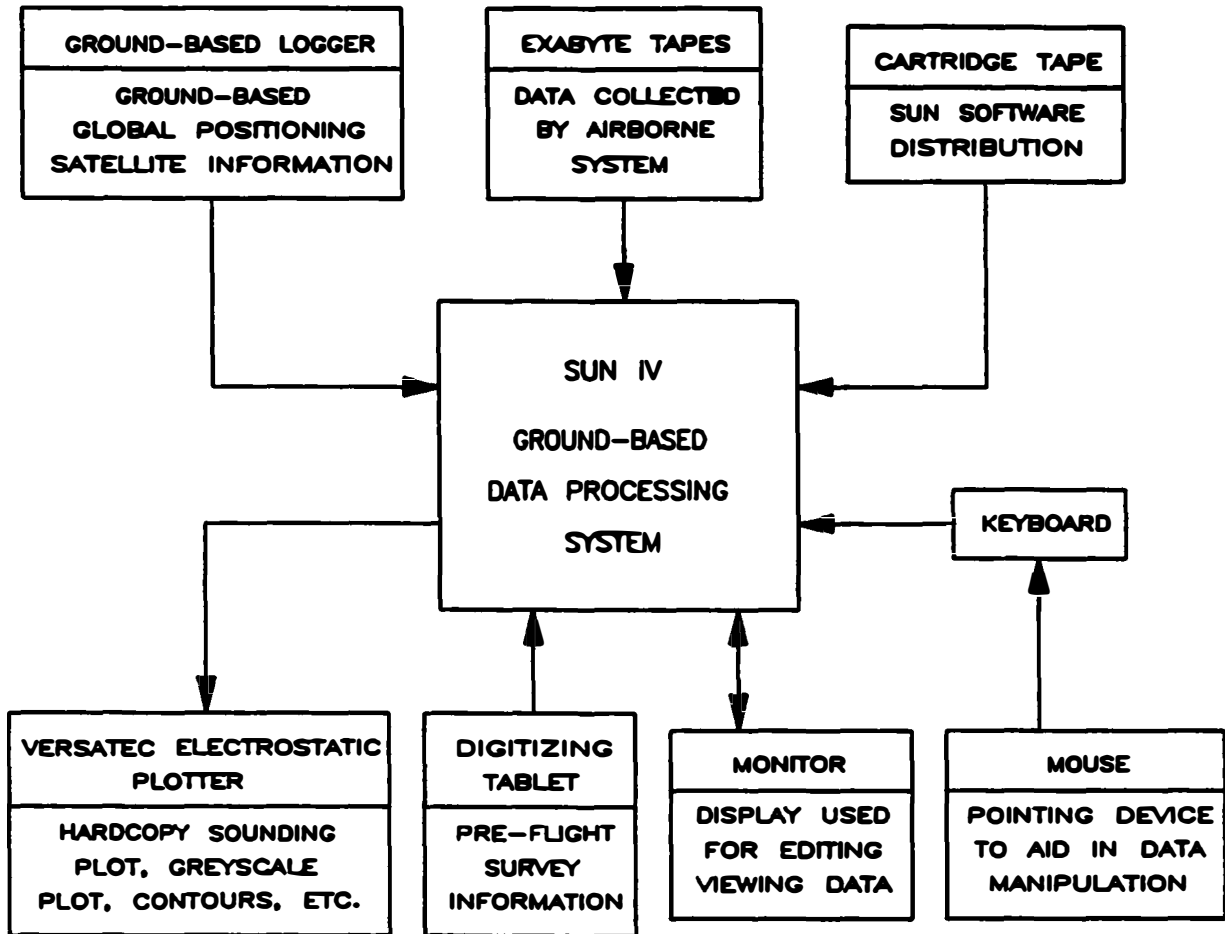 GROUND-BASED LOGGER
GROUND-BASED
GLOBAL POSITIONING
SATELLITE INFORMATION
EXABYTE TAPES
DATA COLLECTED
BY AIRBORNE
SYSTEM
CARTRIDGE TAPE
SUN SOFTWARE
DISTRIBUTION
SUN IV
GROUND-BASED
DATA PROCESSING
SYSTEM
KEYBOARD
VERSATEC ELECTROSTATIC
PLOTTER
HARDCOPY SOUNDING
PLOT, GREYSCALE
PLOT, CONTOURS, ETC.
DIGITIZING
TABLET
PRE-FLIGHT
SURVEY
INFORMATION
MONITOR
DISPLAY USED
FOR EDITING
VIEWING DATA
MOUSE
POINTING DEVICE
TO AID IN DATA
MANIPULATION